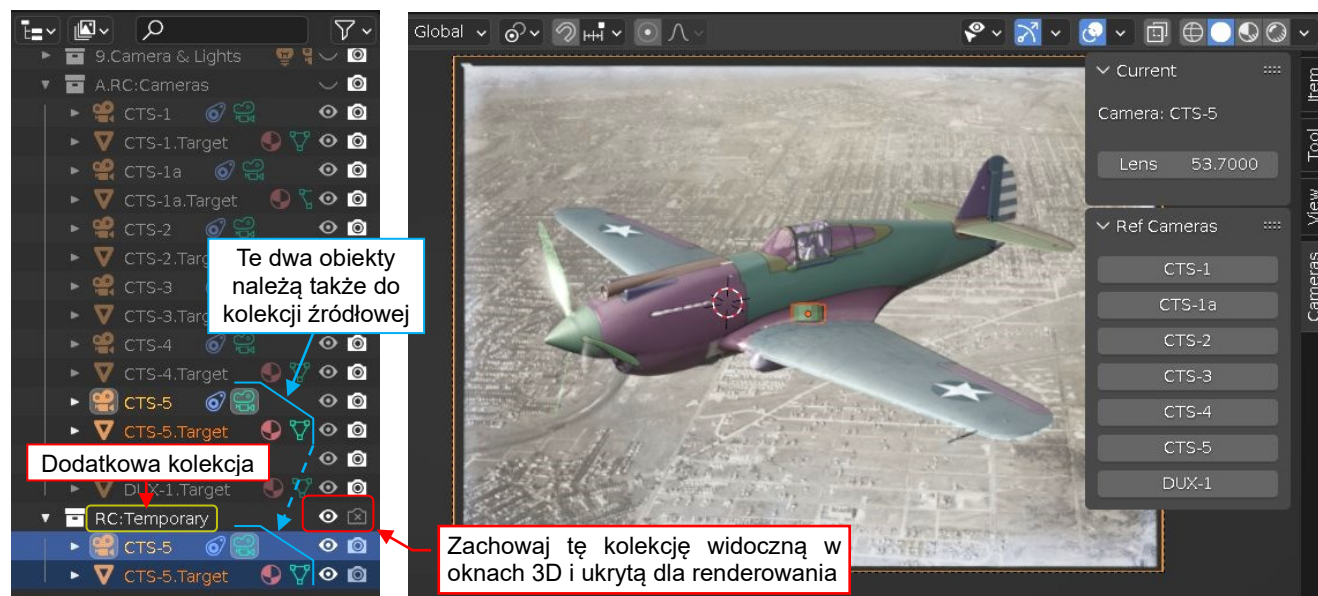 9.Camera & Lights
A.RC:Cameras
CTS-1
CTS-1.Target
CTS-1a
CTS-1a.Target
CTS-2
CTS-2.Targ
CTS-3
CTS-3.Targ
CTS-4
CTS-4.Target
CTS-5
CTS-5.Target
DUX-1.Target
RC:Temporary
CTS-5
CTS-5.Target
Te dwa obiekty
należą także do
kolekcji źródłowej
Dodatkowa kolekcja
Zachowaj tę kolekcję widoczną w
oknach 3D i ukrytą dla renderowania
Global
Current
Camera: CTS-5
Lens 53.7000
Ref Cameras
CTS-1
CTS-1a
CTS-2
CTS-3
CTS-4
CTS-5
DUX-1
Item
Tool
View
Cameras